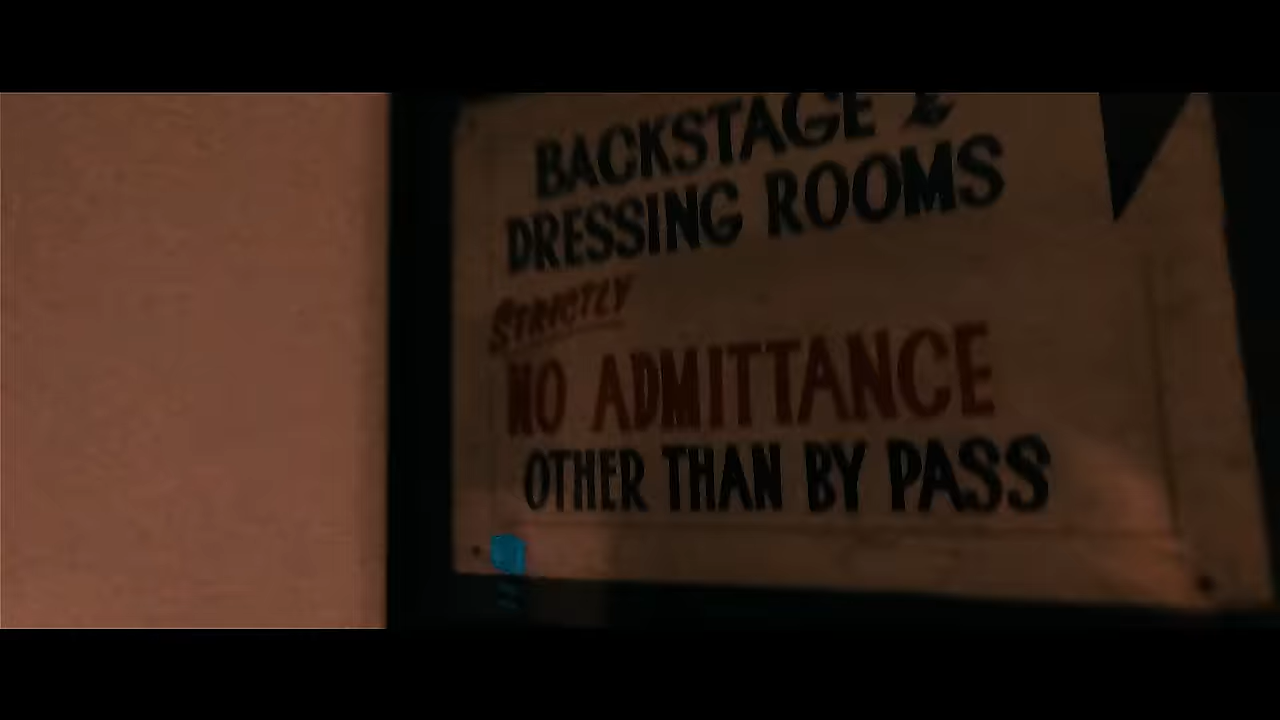 BACKSTAGE &
DRESSING ROOMS
STRICTLY
NO ADMITTANCE
OTHER THAN BY PASS